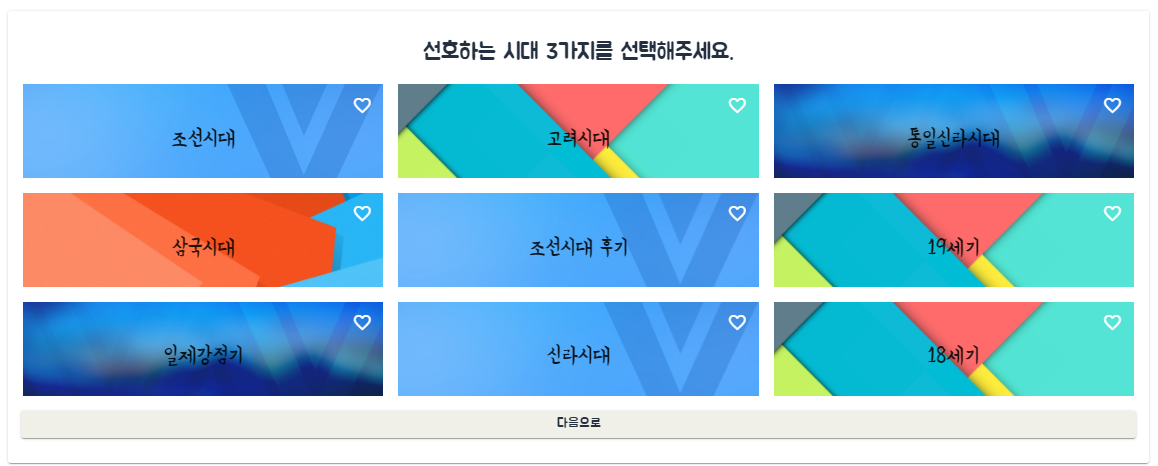 선호하는 시대 3가지를 선택해주세요.
조선시대
고려시대
통일신라시대
삼국시대
조선시대 후기
19세기
일제강점기
신라시대
18세기
다음으로